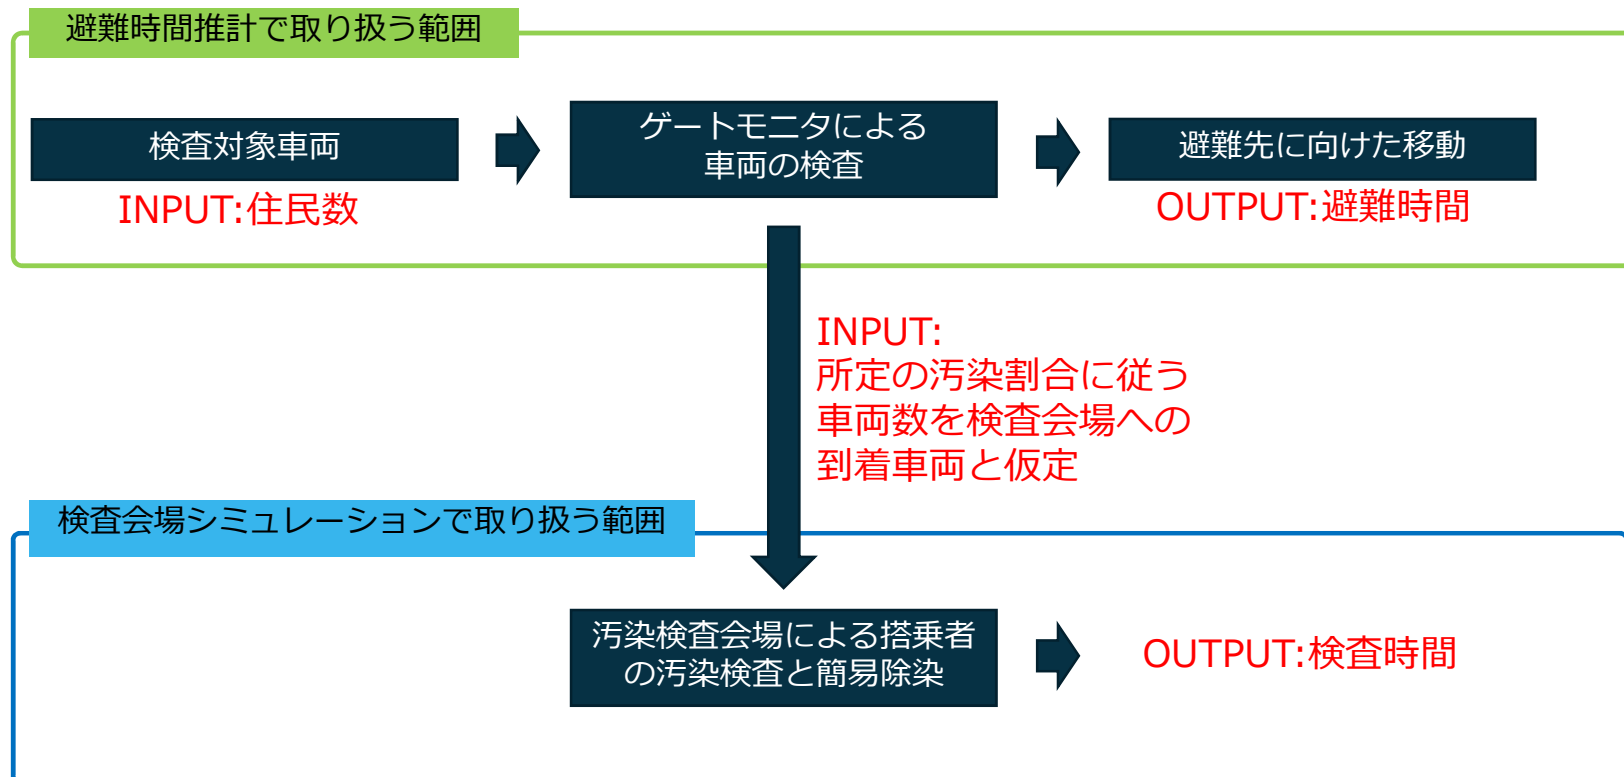 避難時間推計で取り扱う範囲
検査対象車両
ゲートモニタによる
車両の検査
避難先に向けた移動
INPUT:住民数
OUTPUT:避難時間
INPUT:
所定の汚染割合に従う
車両数を検査会場への
到着車両と仮定
検査会場シミュレーションで取り扱う範囲
汚染検査会場による搭乗者
の汚染検査と簡易除染
OUTPUT:検査時間